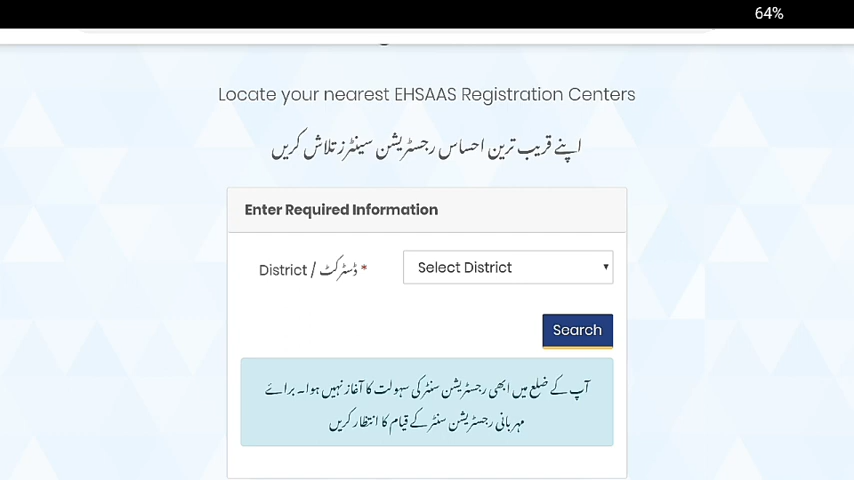 64%
Locate your nearest EHSAAS Registration Centers
اپنے قریب ترین احساس رجسٹریشن سینٹرز تلاش کریں
Enter Required Information
District / ڈسٹرکٹ *
Select District
Search
آپ کے ضلع میں ابھی رجسٹریشن سنٹر کی سہولت کا آغاز نہیں ہوا۔ برائے
مہربانی رجسٹریشن سنٹر کے قیام کا انتظار کریں